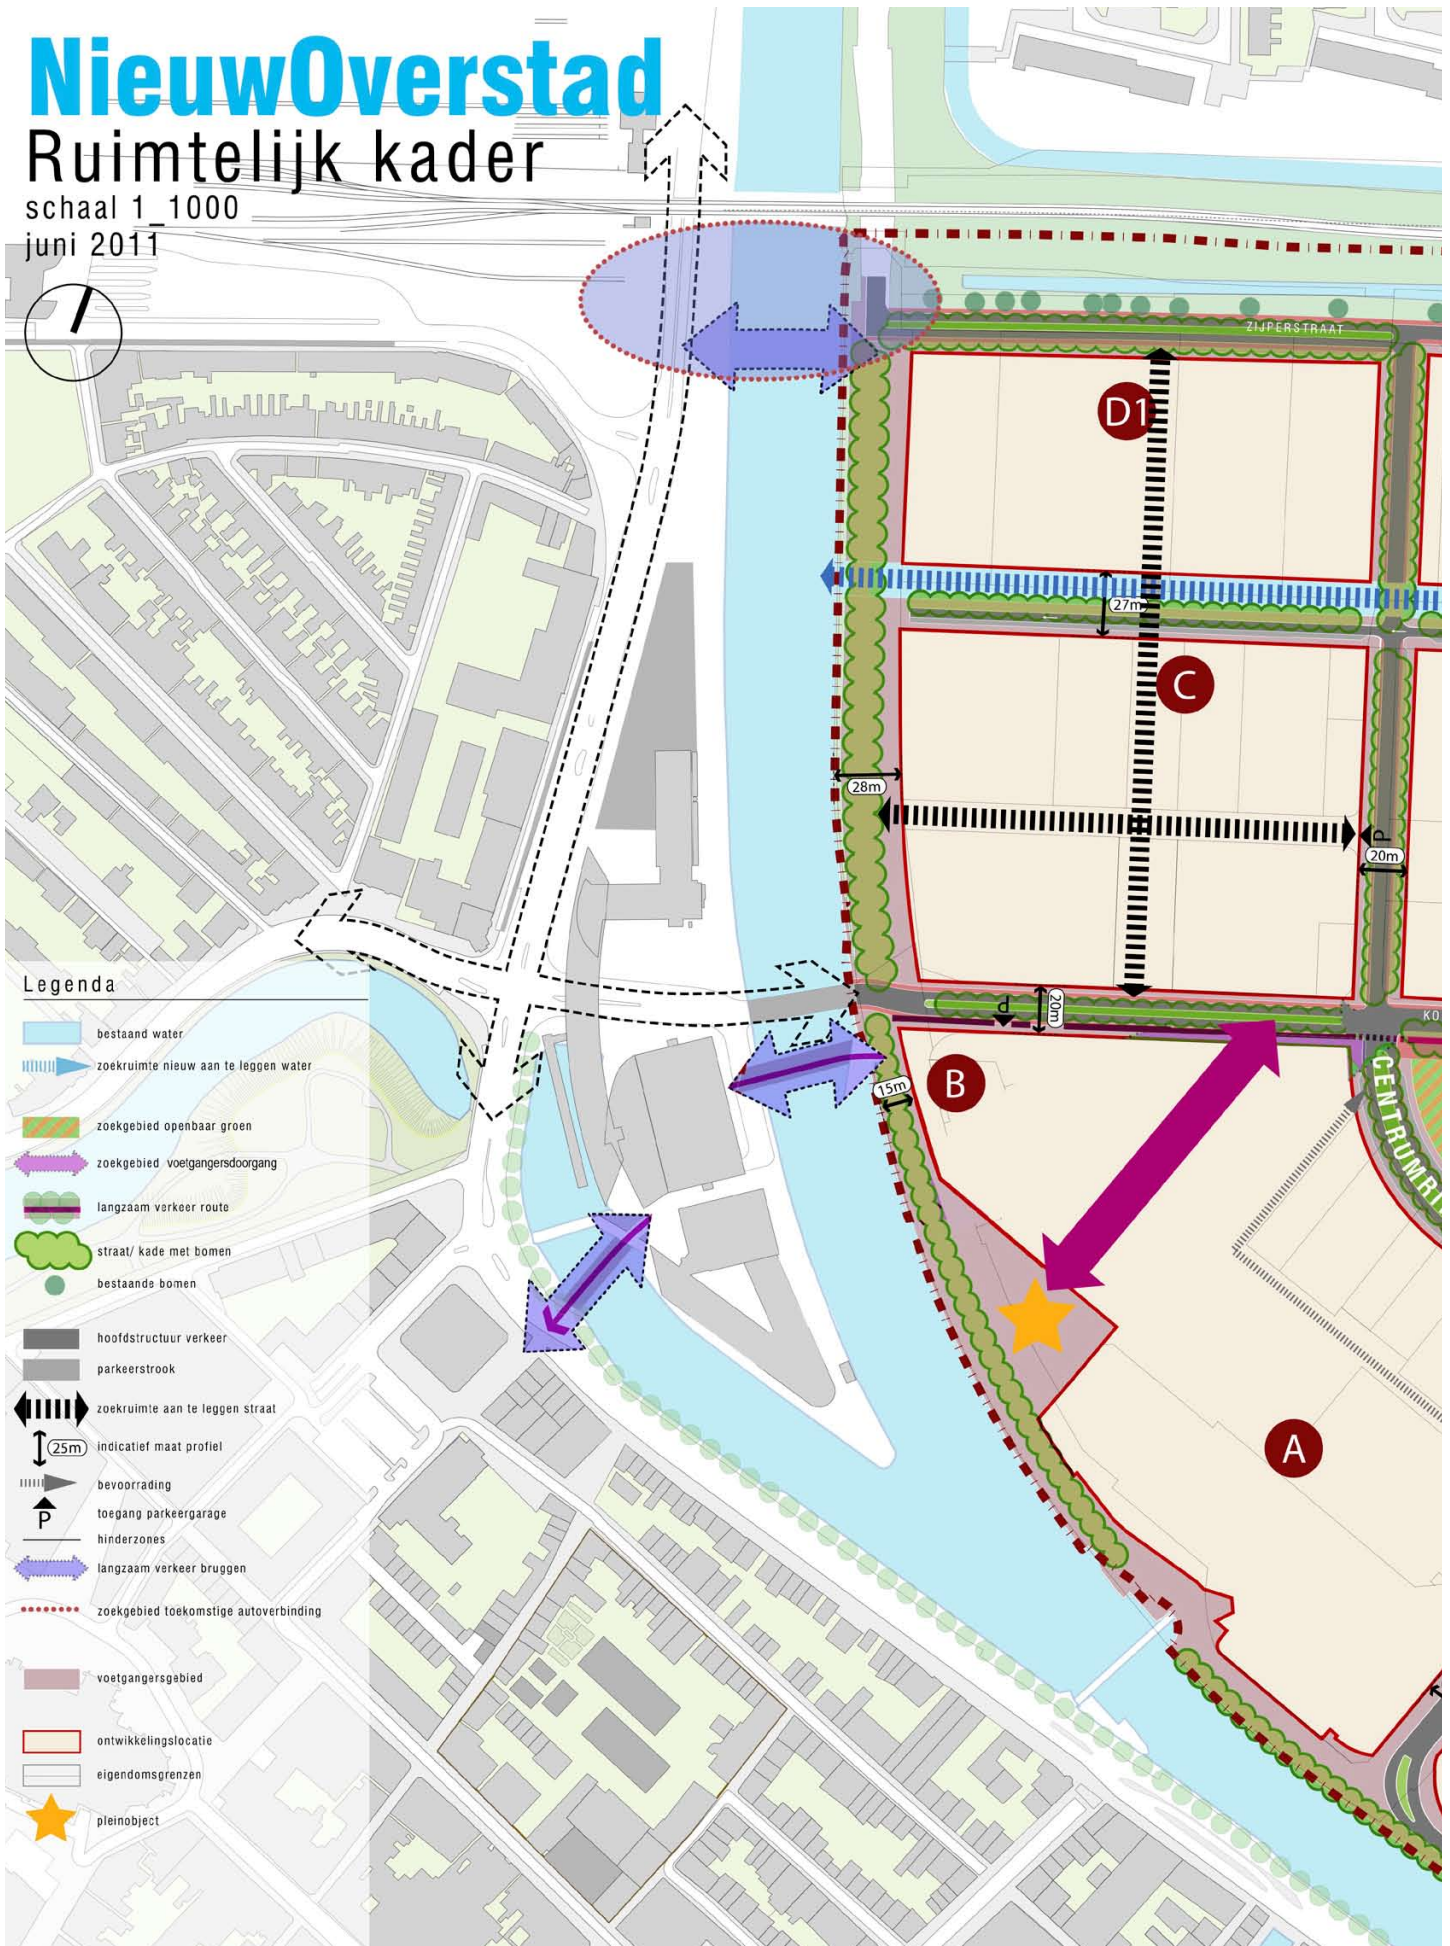 NieuwOverstad
Ruimtelijk kader
schaal 1_1000
juni 2011
ZIJPERSTRAAT
D1
27m
C
28m
P
20m
P
20m
KO
15m
B
CENTRUMRI
A
Legenda
bestaand water
zoekruimte nieuw aan te leggen water
zoekgebied openbaar groen
zoekgebied voetgangersdoorgang
langzaam verkeer route
straat/ kade met bomen
bestaande bomen
hoofdstructuur verkeer
parkeerstrook
zoekruimte aan te leggen straat
25m indicatief maat profiel
bevoorrading
P toegang parkeergarage
hinderzones
langzaam verkeer bruggen
zoekgebied toekomstige autoverbinding
voetgangersgebied
ontwikkelingslocatie
eigendomsgrenzen
pleinobject